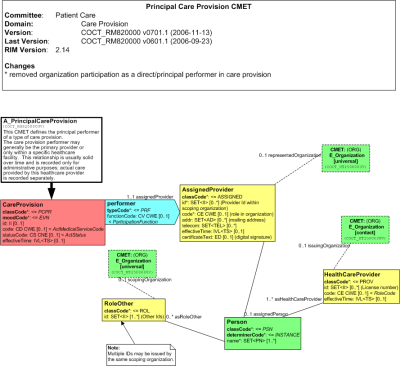 Principal Care Provision CMET
Committee: Patient Care
Domain: Care Provision
Version: COCT_RM820000 v0701.1 (2006-11-13)
Last Version: COCT_RM820000 v0601.1 (2006-09-23)
RIM Version: 2.14
Changes
* removed organization participation as a direct/principal performer in care provision
A_PrincipalCareProvision
This CMET defines the principal performer
of a type of care provision.
The care provision performer may
generally be the primary provider or
only within a specific healthcare
facility. This relationship is usually solid
over time and is recorded only for
administrative purposes; actual care
provision is recorded separately.
CareProvision
classCode*: <= PCPR
moodCode*: <= EVN
id: II [0..1]
code: CD CWE [0..1] < ActMedicalServiceCode
statusCode: CS CNE [0..1] < ActStatus
effectiveTime: IVL<TS> [0..1]
1..1 assignedProvider
performer
typeCode*: <= PRF
functionCode: CV CWE [0..1]
< ParticipationFunction
AssignedProvider
classCode*: <= ASSIGNED
id*: SET<II> [0..*] (Provider Id within
scoping organization)
code*: CE CWE [0..1] (role in organization)
addr: SET<AD> [0..*] (mailing address)
telecom: SET<TEL> [0..*]
effectiveTime: IVL<TS> [0..1]
certificateText: ED [0..1] (digital signature)
0..1 representedOrganization
CMET: (ORG)
E_Organization
[universal]
CMET: (ORG)
E_Organization
[contact]
0..1 issuingOrganization
HealthCareProvider
classCode*: <= PROV
id: SET<II> [0..*] (License number)
code: CE CWE [0..1] < RoleCode
effectiveTime: IVL<TS> [0..1]
1..* asHealthCareProvider
CMET: (ORG)
E_Organization
[universal]
0..1 scopingOrganization
RoleOther
classCode*: <= ROL
id: SET<II> [1..*] (Other Ids)
0..* asRoleOther
0..1 assignedPerson
Person
classCode*: <= PSN
determinerCode*: <= INSTANCE
name*: SET<PN> [1..*]
Note:
Multiple IDs may be issued by
the same scoping organization.